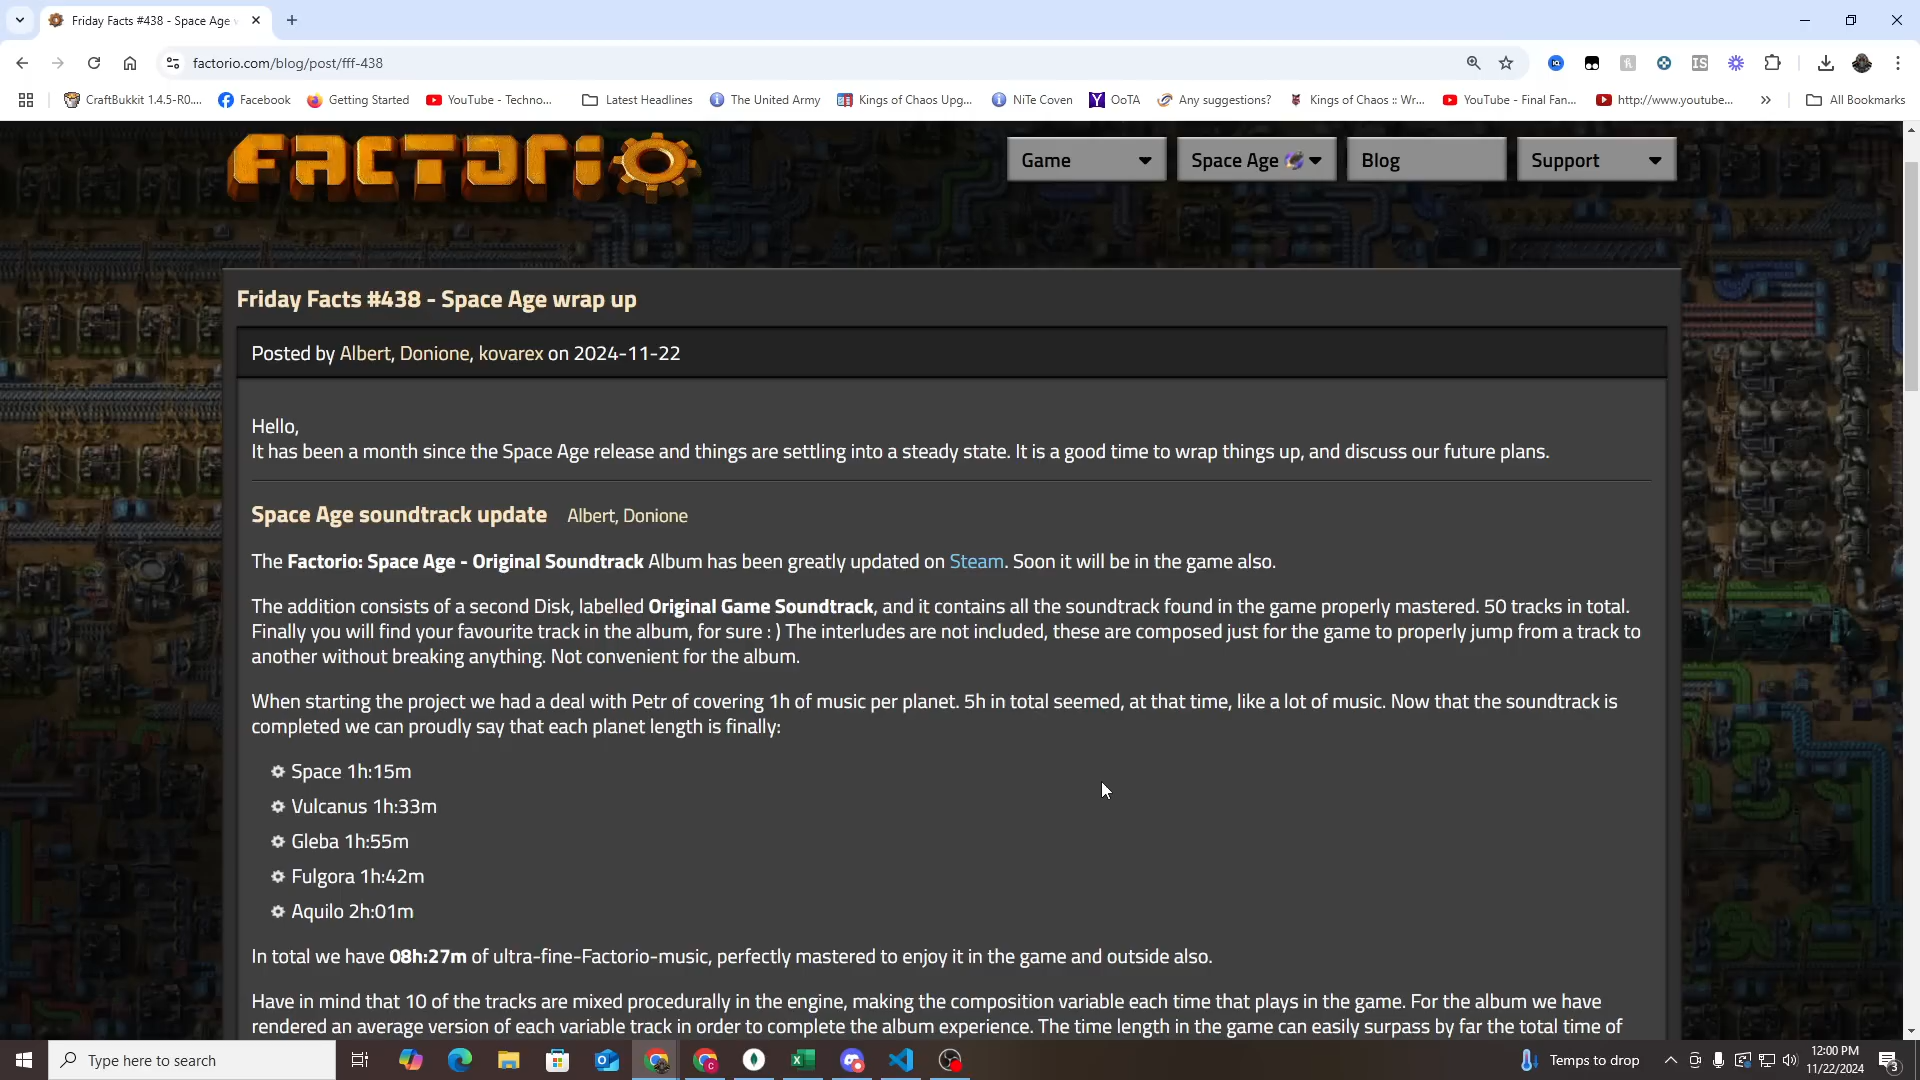 Friday Facts #438 - Space Age w
factorio.com/blog/post/fff-438
CraftBukkit 1.4.5-R0....
Facebook
Getting Started
YouTube - Techno...
Latest Headlines
The United Army
Kings of Chaos Upg...
NiTe Coven
OoTA
Any suggestions?
Kings of Chaos :: Wr...
YouTube - Final Fan...
http://www.youtube...
All Bookmarks
FACTORIO
Game
Space Age
Blog
Support
Friday Facts #438 - Space Age wrap up
Posted by Albert, Donione, kovarex on 2024-11-22
Hello,
It has been a month since the Space Age release and things are settling into a steady state. It is a good time to wrap things up, and discuss our future plans.
Space Age soundtrack update Albert, Donione
The Factorio: Space Age - Original Soundtrack Album has been greatly updated on Steam. Soon it will be in the game also.
The addition consists of a second Disk, labelled Original Game Soundtrack, and it contains all the soundtrack found in the game properly mastered. 50 tracks in total.
Finally you will find your favourite track in the album, for sure : ) The interludes are not included, these are composed just for the game to properly jump from a track to
another without breaking anything. Not convenient for the album.
When starting the project we had a deal with Petr of covering 1h of music per planet. 5h in total seemed, at that time, like a lot of music. Now that the soundtrack is
completed we can proudly say that each planet length is finally:
Space 1h:15m
Vulcanus 1h:33m
Gleba 1h:55m
Fulgora 1h:42m
Aquilo 2h:01m
In total we have 08h:27m of ultra-fine-Factorio-music, perfectly mastered to enjoy it in the game and outside also.
Have in mind that 10 of the tracks are mixed procedurally in the engine, making the composition variable each time that plays in the game. For the album we have
rendered an average version of each variable track in order to complete the album experience. The time length in the game can easily surpass by far the total time of
Type here to search
Temps to drop
12:00 PM
11/22/2024
3